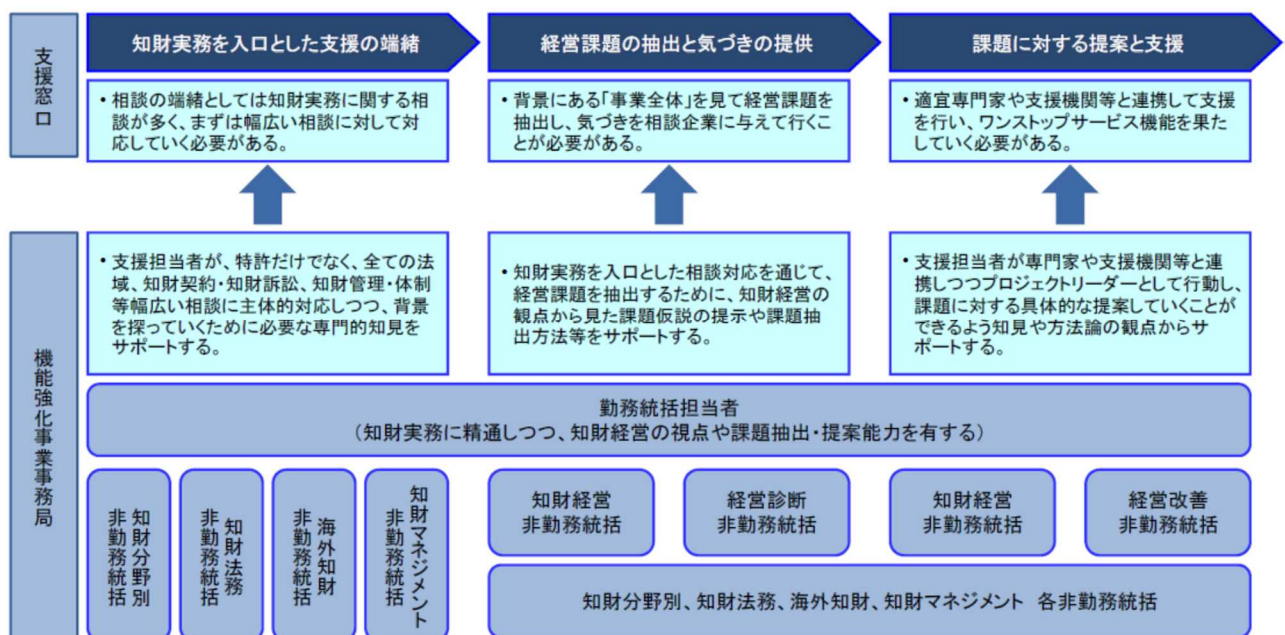 支援窓口
知財実務を入口とした支援の端緒
経営課題の抽出と気づきの提供
課題に対する提案と支援
・相談の端緒としては知財実務に関する相
談が多く、まずは幅広い相談に対して対
応していく必要がある。
・背景にある「事業全体」を見て経営課題を
抽出し、気づきを相談企業に与えて行くこ
とが必要がある。
・適宜専門家や支援機関等と連携して支援
を行い、ワンストップサービス機能を果た
していく必要がある。
機能強化事業事務局
・支援担当者が、特許だけでなく、全ての法
域、知財契約・知財訴訟、知財管理・体制
等幅広い相談に主体的対応しつつ、背景
を探っていくために必要な専門的知見を
サポートする。
・知財実務を入口とした相談対応を通じて、
経営課題を抽出するために、知財経営の
観点から見た課題仮説の提示や課題抽
出方法等をサポートする。
・支援担当者が専門家や支援機関等と連
携しつつプロジェクトリーダーとして行動し、
課題に対する具体的な提案していくことが
できるよう知見や方法論の観点からサ
ポートする。
勤務統括担当者
（知財実務に精通しつつ、知財経営の視点や課題抽出・提案能力を有する）
知財分野別
非勤務統括
知財法務
非勤務統括
海外知財
非勤務統括
知財マネジメント
非勤務統括
知財経営
非勤務統括
経営診断
非勤務統括
知財経営
非勤務統括
経営改善
非勤務統括
知財分野別、知財法務、海外知財、知財マネジメント 各非勤務統括